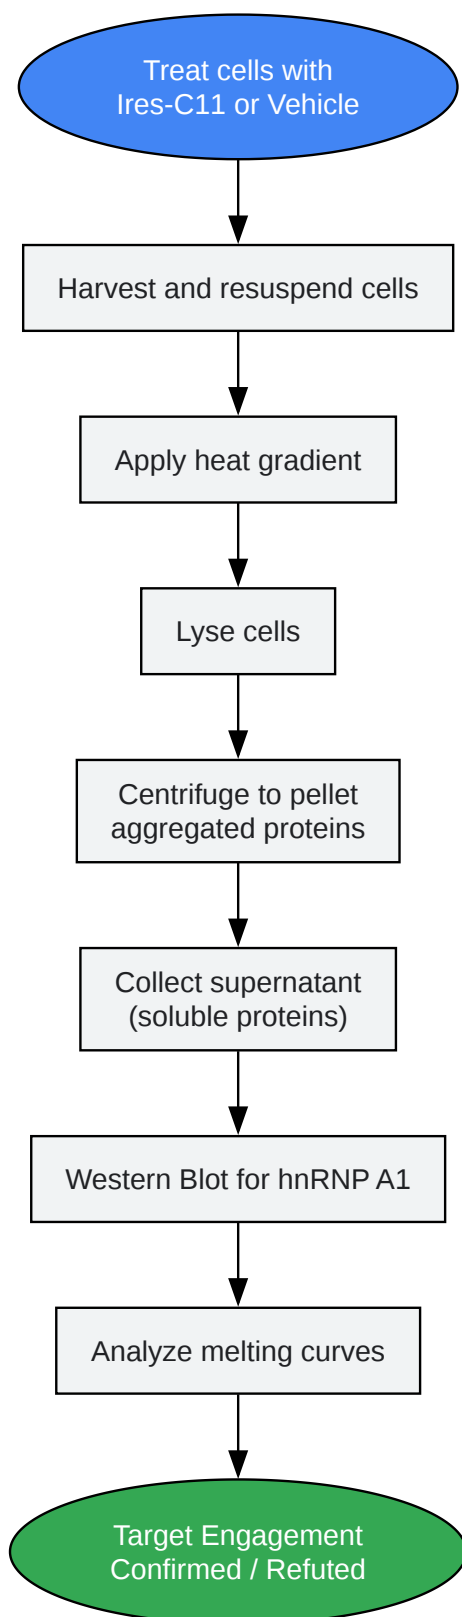 Treat cells with
Ires-C11 or Vehicle
Harvest and resuspend cells
Apply heat gradient
Lyse cells
Centrifuge to pellet
aggregated proteins
Collect supernatant
(soluble proteins)
Western Blot for hnRNP A1
Analyze melting curves
Target Engagement
Confirmed / Refuted